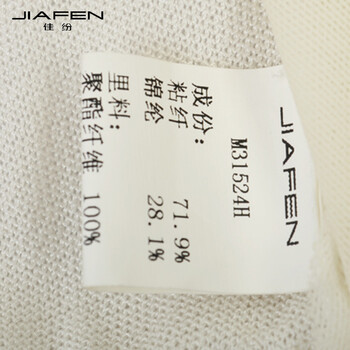 JIAFEN
佳纷
JIAFEN
M31524H
成份:
粘纤 71.9%
锦纶 28.1%
里料:
聚酯纤维 100%